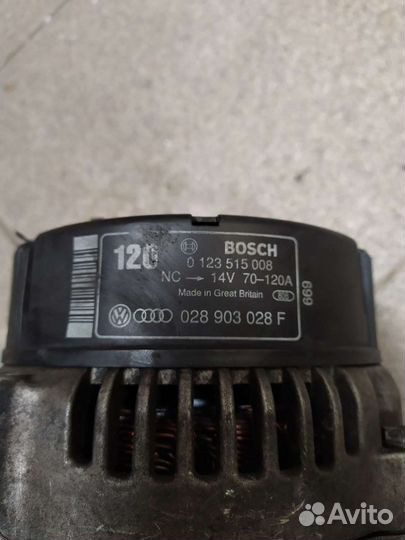 120 BOSCH
0 123 515 008
NC → 14V 70-120A
Made in Great Britain
669
028 903 028 F
Avito